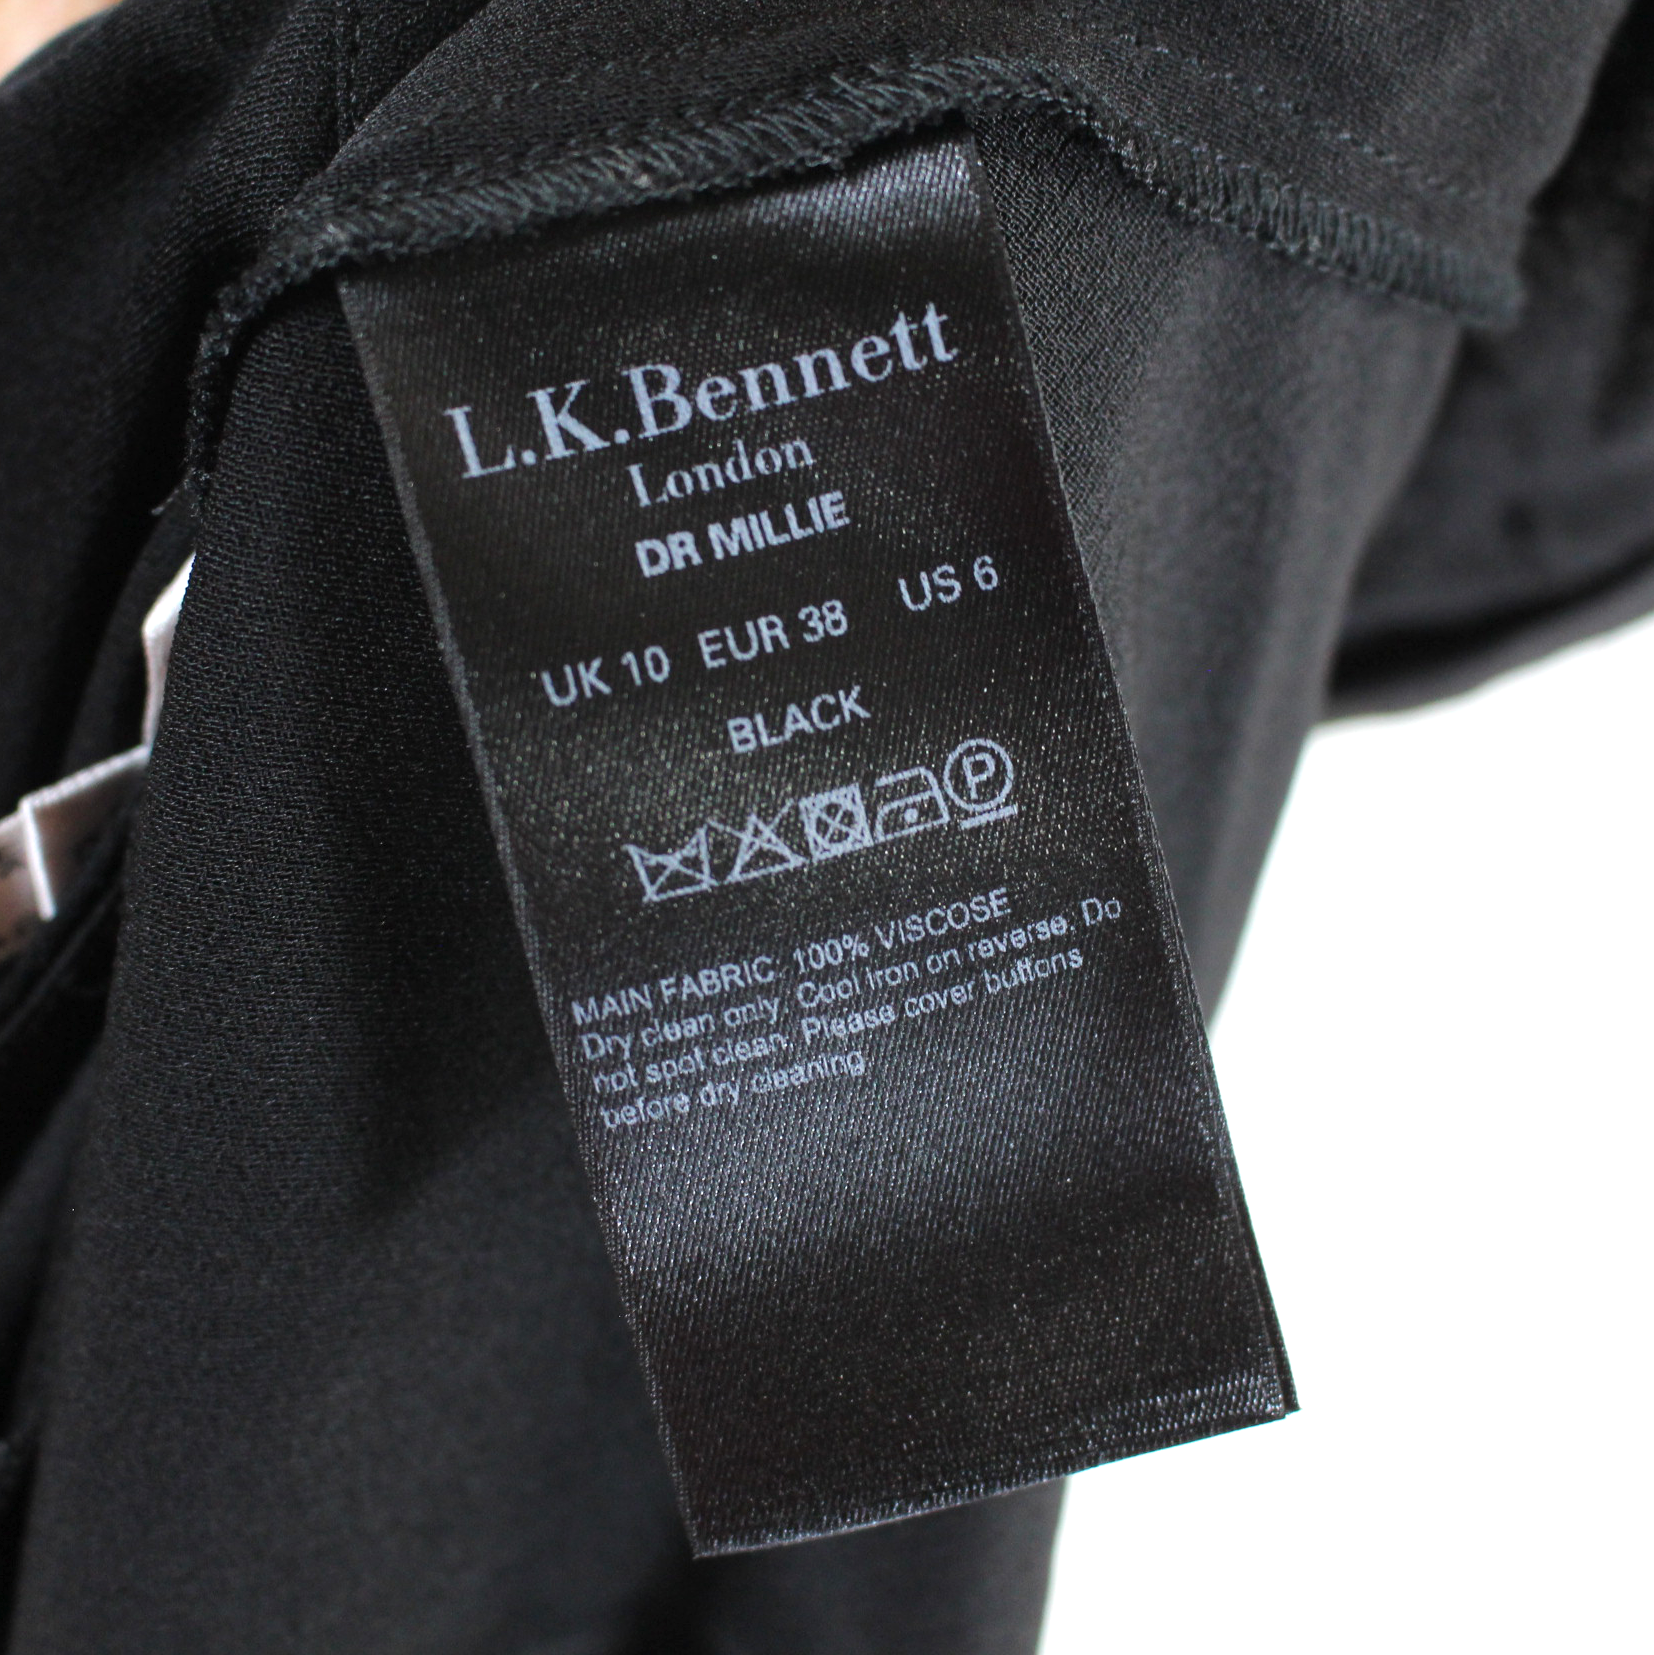 L.K.Bennett
London
DR MILLIE
UK 10 EUR 38 US 6
BLACK
P
MAIN FABRIC 100% VISCOSE
Dry clean only. Cool iron on reverse. Do
not spot clean. Please cover buttons
before dry cleaning